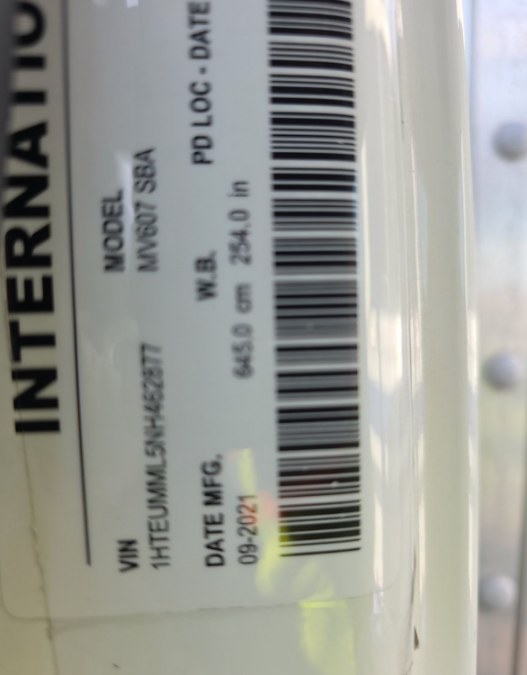 INTERNATIO
VIN MODEL
1HTEUMML5NH462877 MV607 SBA
DATE MFG. W.B. PD LOC - DATE
09-2021 645.0 cm 254.0 in